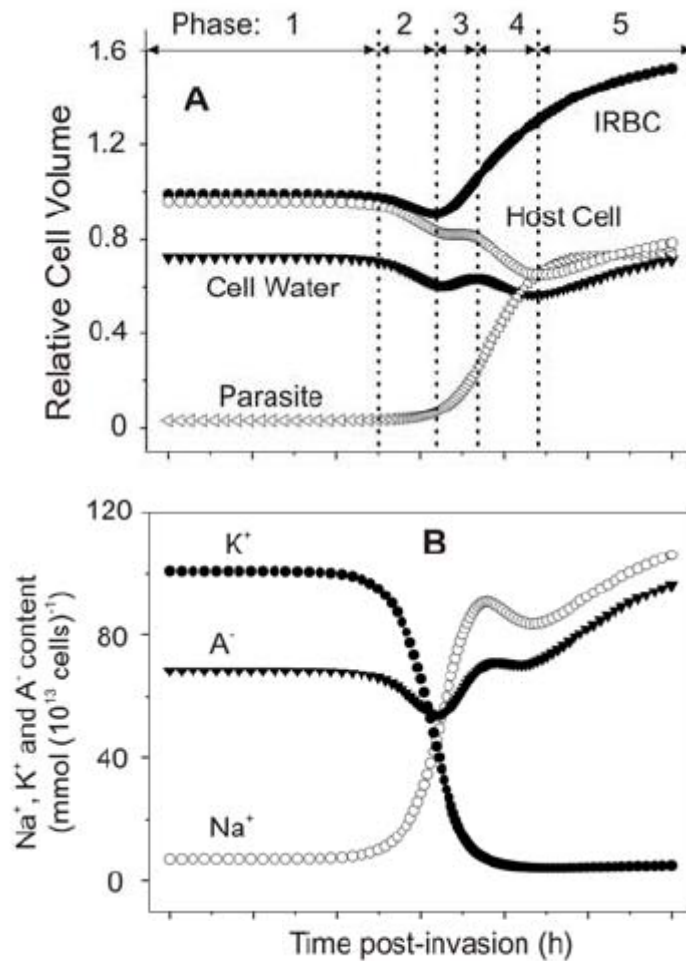 Phase: 1 2 3 4 5
1.6
A
IRBC
1.2
Relative Cell Volume
Host Cell
0.8
Cell Water
0.4
Parasite
0
120
K⁺
B
80
A⁻
Na⁺, K⁺ and A⁻ content
(mmol (10¹³ cells)⁻¹
40
Na⁺
0
Time post-invasion (h)